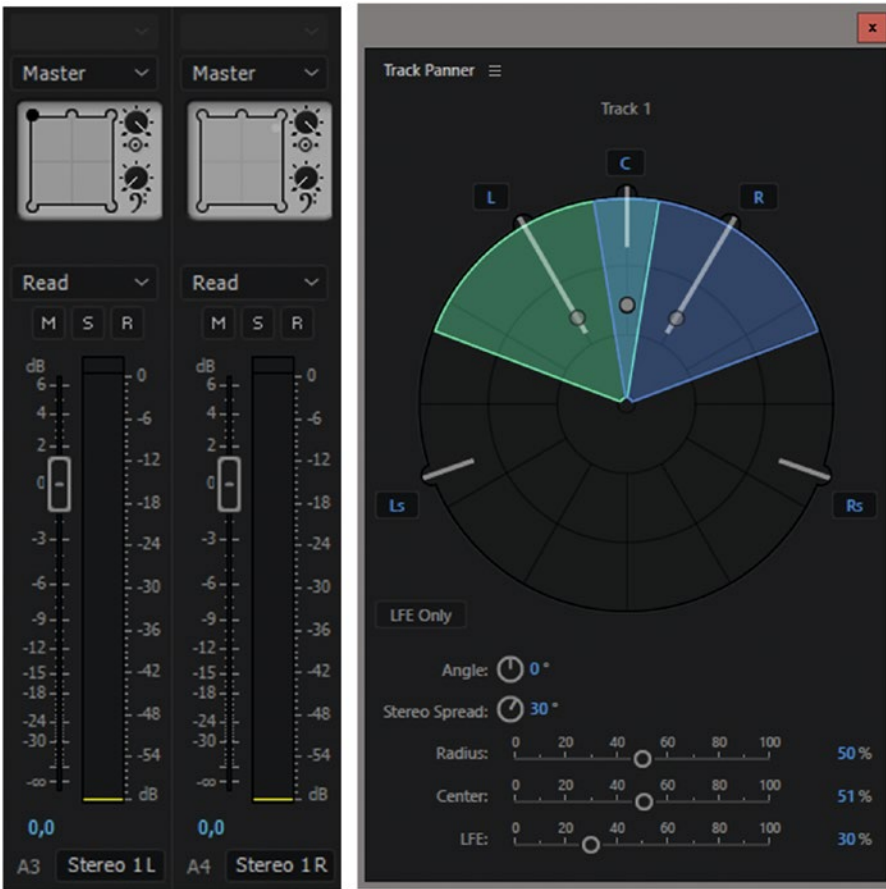 Master Master
Read Read
M S R M S R
dB dB
6 0 6 0
4 4
-6 -6
2 2
-12 -12
0 0
-18 -18
-3 -3
-24 -24
-6 -30 -6 -30
-9 -9
-36 -36
-12 -12
-15 -42 -15 -42
-18 -18
-24 -48 -24 -48
-30 -30
-54 -54
-∞ dB -∞ dB
0,0 0,0
A3 Stereo 1 L A4 Stereo 1 R
x
Track Panner
Track 1
C
L R
Ls Rs
LFE Only
Angle: 0 °
Stereo Spread: 30 °
0 20 40 60 80 100
Radius: 50 %
0 20 40 60 80 100
Center: 51 %
0 20 40 60 80 100
LFE: 30 %